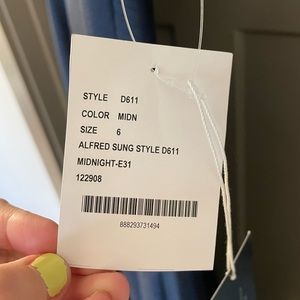 STYLE D611
COLOR MIDN
SIZE 6
ALFRED SUNG STYLE D611
MIDNIGHT-E31
122908
888293731494